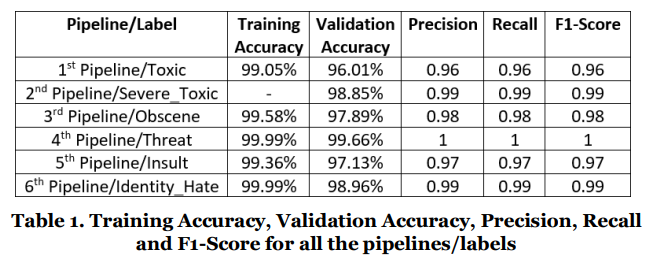 Pipeline/Label Training Accuracy Validation Accuracy Precision Recall F1-Score
1st Pipeline/Toxic 99.05% 96.01% 0.96 0.96 0.96
2nd Pipeline/Severe_Toxic - 98.85% 0.99 0.99 0.99
3rd Pipeline/Obscene 99.58% 97.89% 0.98 0.98 0.98
4th Pipeline/Threat 99.99% 99.66% 1 1 1
5th Pipeline/Insult 99.36% 97.13% 0.97 0.97 0.97
6th Pipeline/Identity_Hate 99.99% 98.96% 0.99 0.99 0.99
Table 1. Training Accuracy, Validation Accuracy, Precision, Recall
and F1-Score for all the pipelines/labels